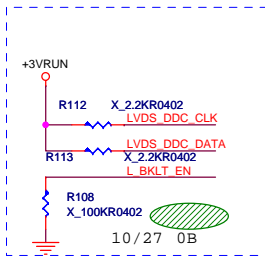 +3VRUN
R112 X_2.2KR0402
LVDS_DDC_CLK
LVDS_DDC_DATA
R113 X_2.2KR0402
L_BKLT_EN
R108
X_100KR0402
10/27 0B